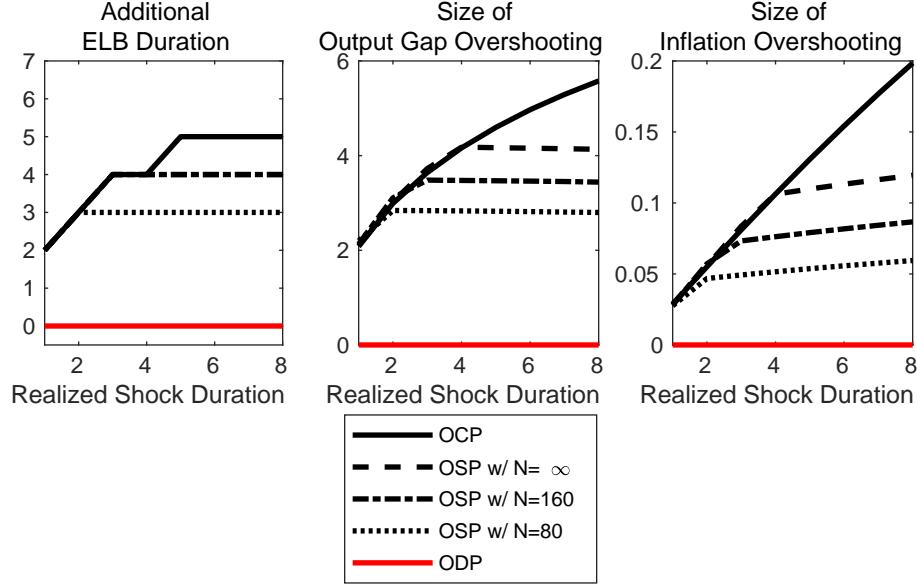 Additional
ELB Duration
Size of
Output Gap Overshooting
Size of
Inflation Overshooting
7
6
5
4
3
2
1
0
2 4 6 8
Realized Shock Duration
6
4
2
0
2 4 6 8
Realized Shock Duration
0.2
0.15
0.1
0.05
0
2 4 6 8
Realized Shock Duration
OCP
OSP w/ N= ∞
OSP w/ N=160
OSP w/ N=80
ODP